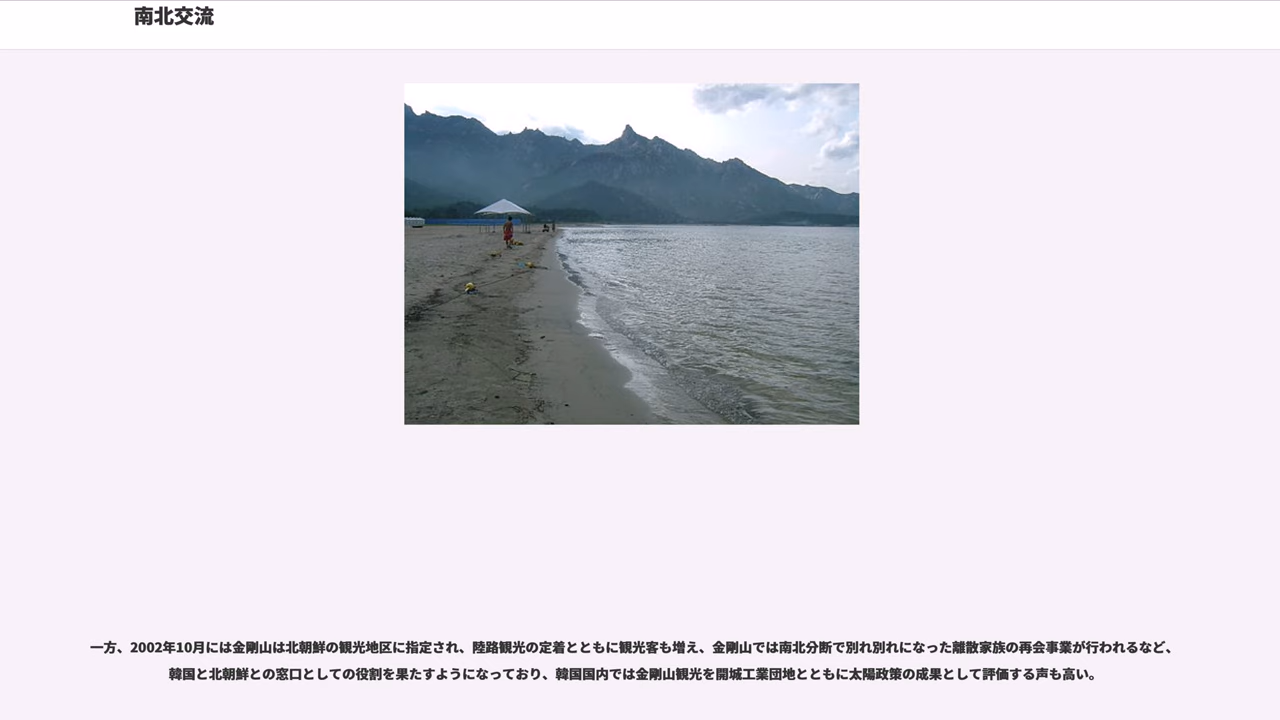 南北交流
一方、2002年10月には金剛山は北朝鮮の観光地区に指定され、陸路観光の定着とともに観光客も増え、金剛山では南北分断で別れ別れになった離散家族の再会事業が行われるなど、
韓国と北朝鮮との窓口としての役割を果たすようになっており、韓国国内では金剛山観光を開城工業団地とともに太陽政策の成果として評価する声も高い。